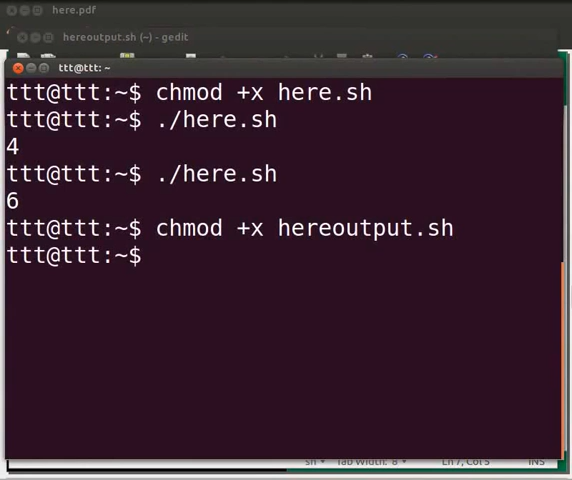 here.pdf
hereoutput.sh (~) - gedit
ttt@ttt: ~
ttt@ttt:~$ chmod +x here.sh
ttt@ttt:~$ ./here.sh
4
ttt@ttt:~$ ./here.sh
6
ttt@ttt:~$ chmod +x hereoutput.sh
ttt@ttt:~$
sh Tab Width: 8 Ln 7, Col 5 INS